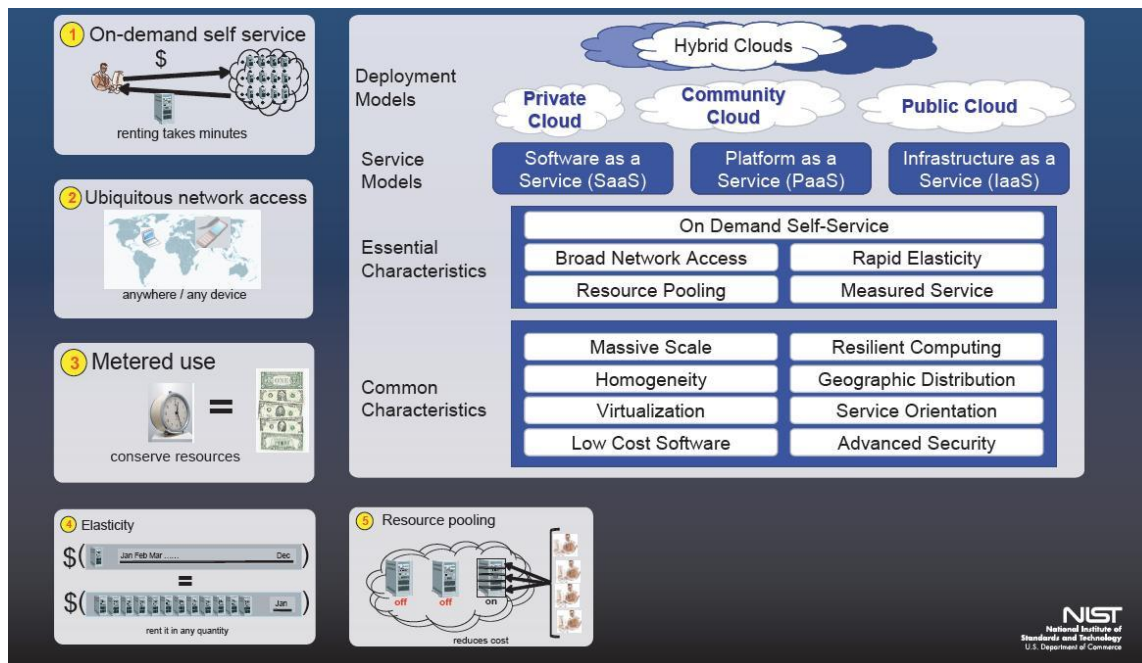 1 On-demand self service
$
renting takes minutes
2 Ubiquitous network access
anywhere / any device
3 Metered use
=
conserve resources
4 Elasticity
$( Jan Feb Mar ...... Dec )
=
$( Jan )
rent it in any quantity
Hybrid Clouds
Deployment
Models
Private
Cloud
Community
Cloud
Public Cloud
Service
Models
Software as a
Service (SaaS)
Platform as a
Service (PaaS)
Infrastructure as a
Service (IaaS)
Essential
Characteristics
On Demand Self-Service
Broad Network Access
Rapid Elasticity
Resource Pooling
Measured Service
Common
Characteristics
Massive Scale
Resilient Computing
Homogeneity
Geographic Distribution
Virtualization
Service Orientation
Low Cost Software
Advanced Security
5 Resource pooling
off off on
reduces cost
NIST
National Institute of
Standards and Technology
U.S. Department of Commerce